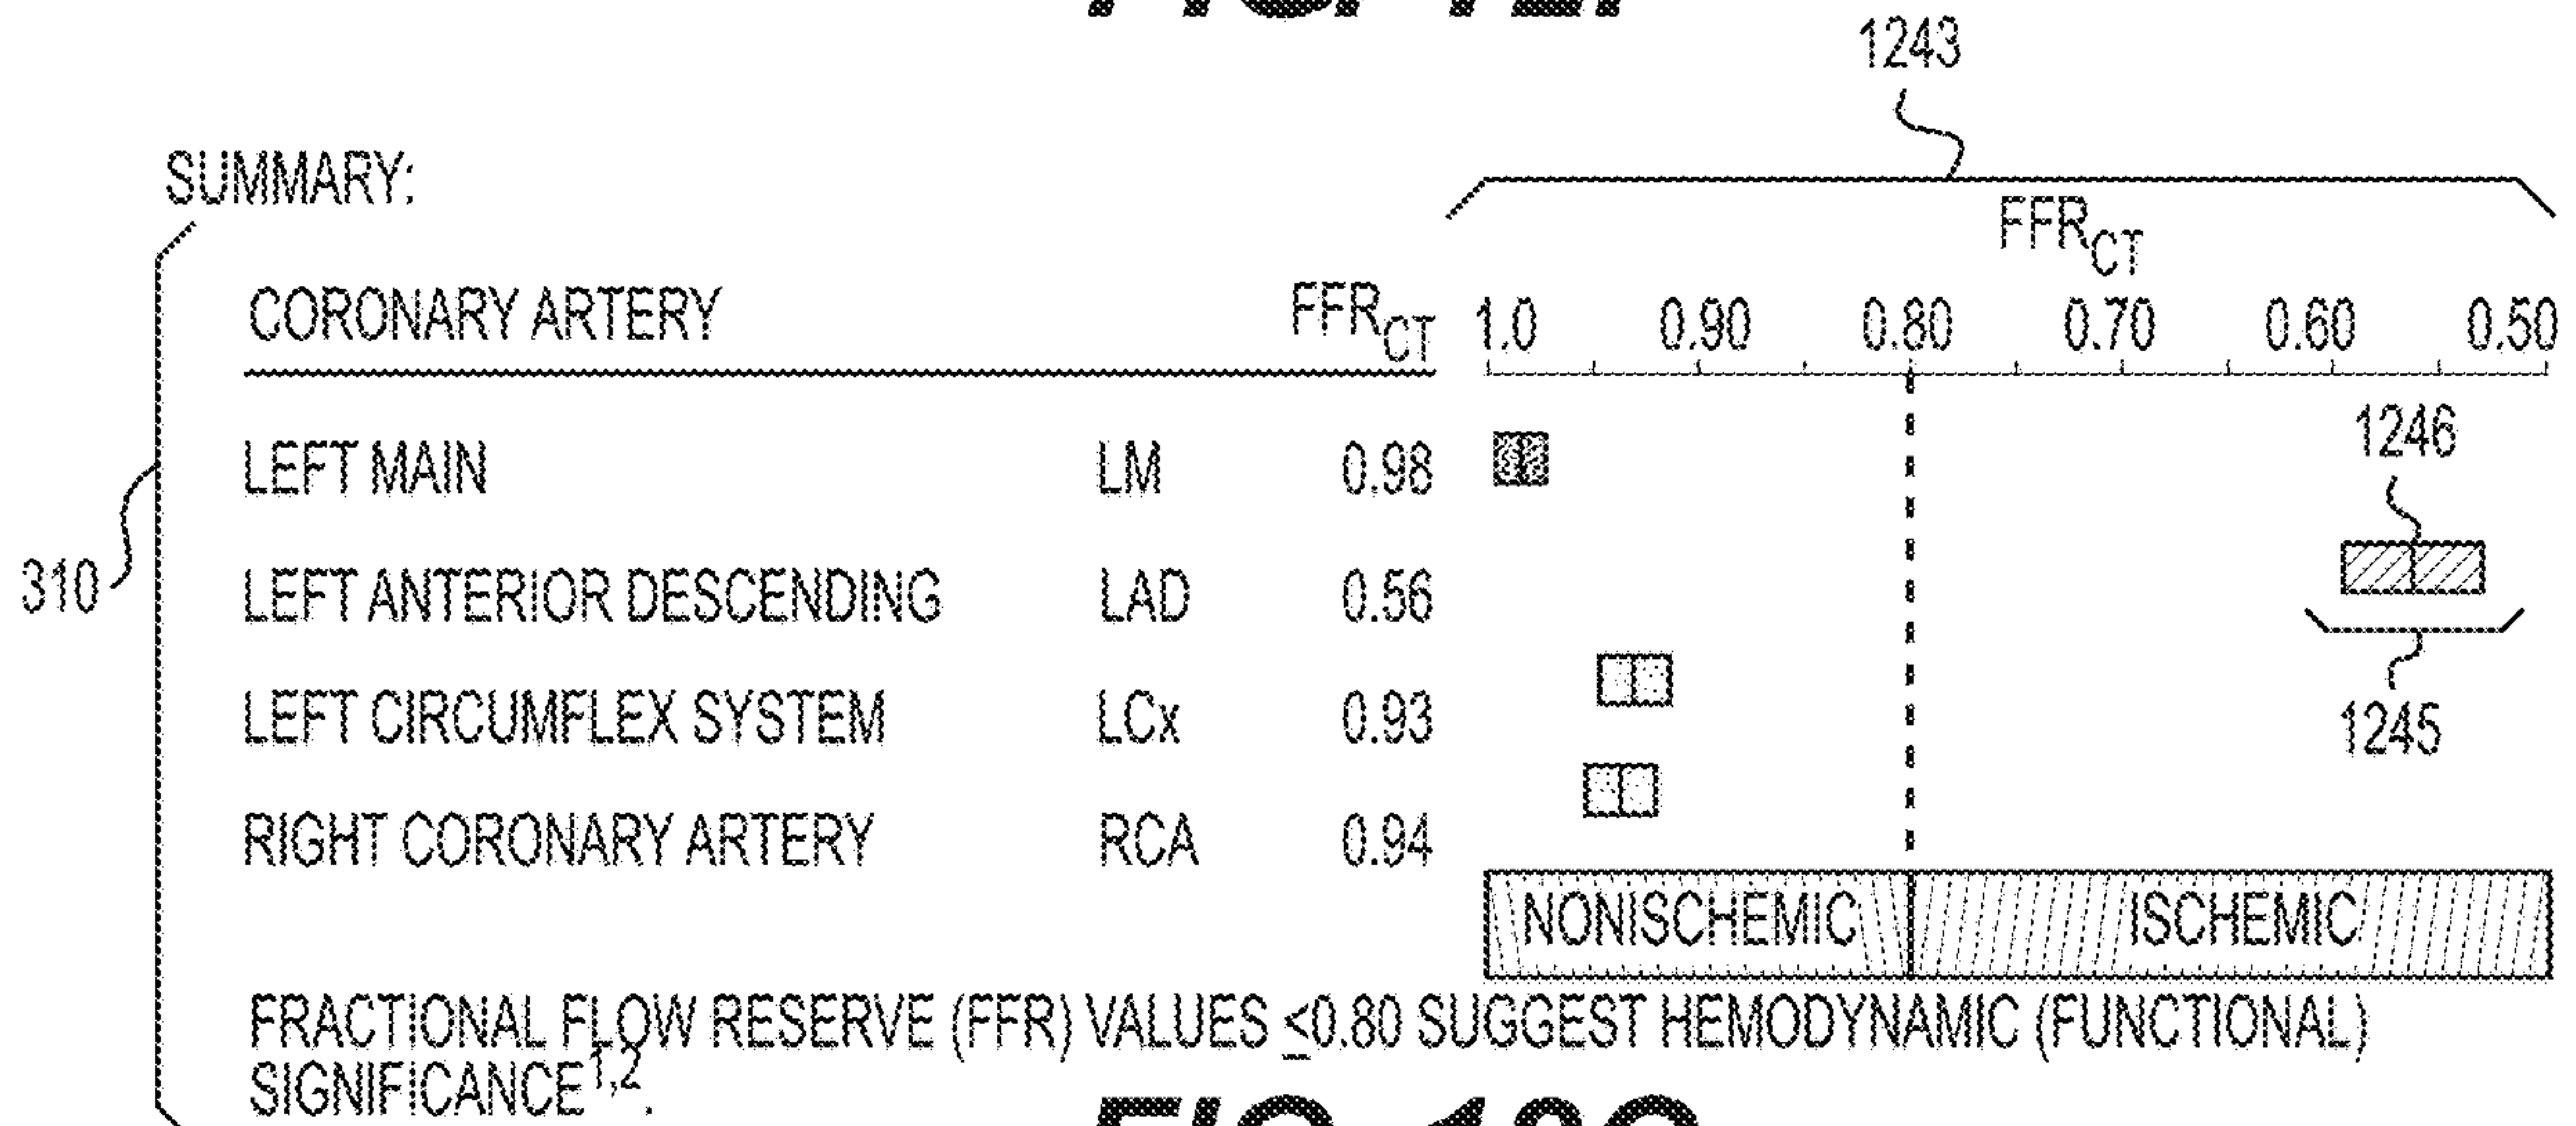 1243
SUMMARY:
FFRCT
CORONARY ARTERY FFRCT 1.0 0.90 0.80 0.70 0.60 0.50
1246
LEFT MAIN LM 0.98
310
LEFT ANTERIOR DESCENDING LAD 0.56
LEFT CIRCUMFLEX SYSTEM LCx 0.93
1245
RIGHT CORONARY ARTERY RCA 0.94
NONISCHEMIC ISCHEMIC
FRACTIONAL FLOW RESERVE (FFR) VALUES ≤0.80 SUGGEST HEMODYNAMIC (FUNCTIONAL)
SIGNIFICANCE1,2.